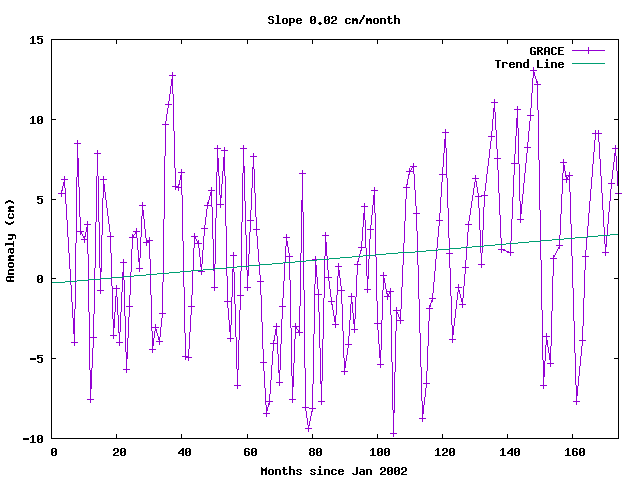 Slope 0.02 cm/month
15
10
5
0
-5
-10
Anomaly (cm)
GRACE
Trend Line
0 20 40 60 80 100 120 140 160
Months since Jan 2002